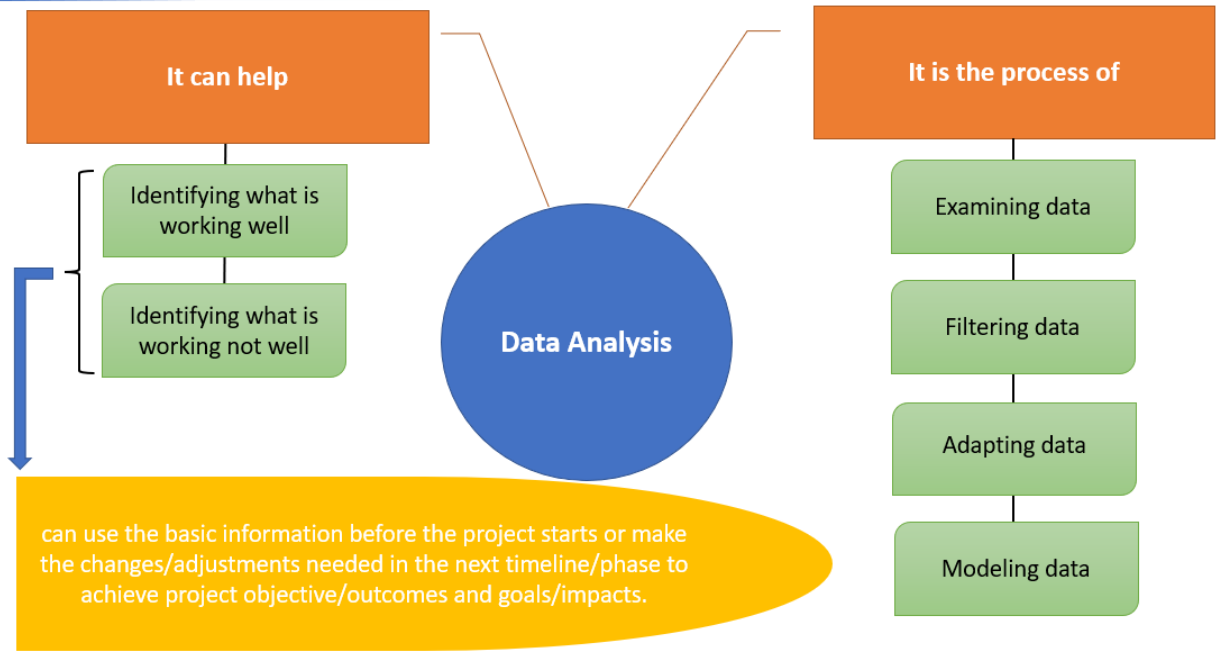 It can help
Identifying what is
working well
Identifying what is
working not well
can use the basic information before the project starts or make
the changes/adjustments needed in the next timeline/phase to
achieve project objective/outcomes and goals/impacts.
Data Analysis
It is the process of
Examining data
Filtering data
Adapting data
Modeling data